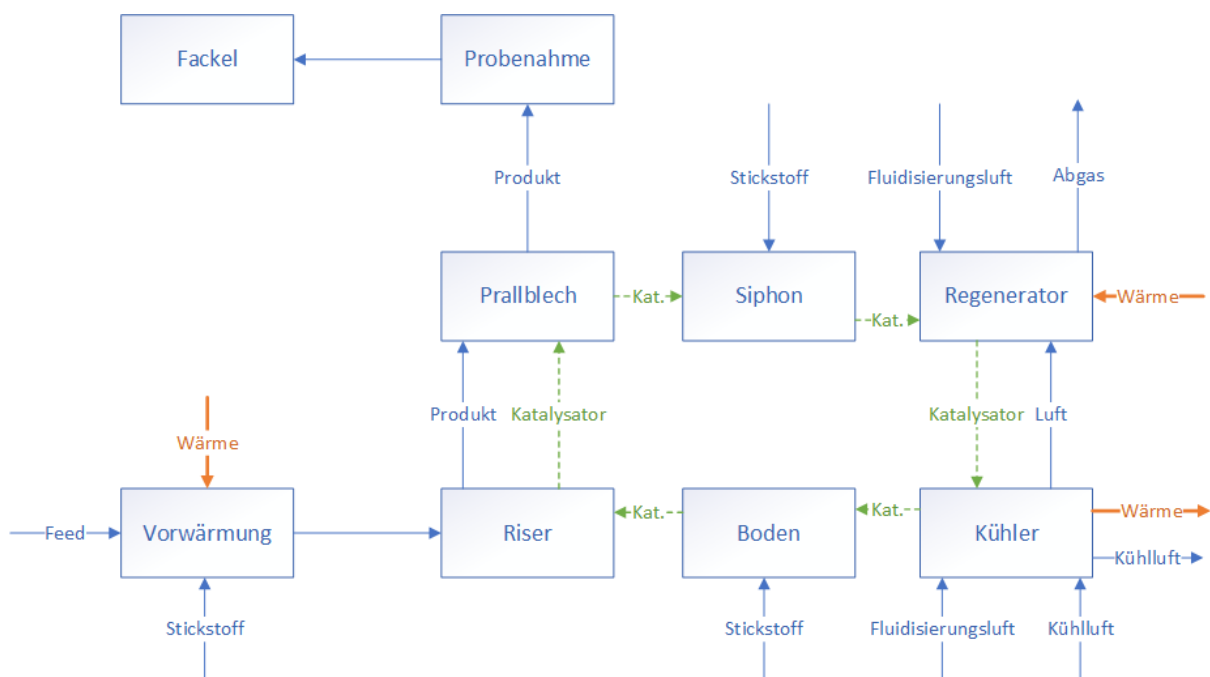 Fackel
Probenahme
Produkt
Stickstoff
Fluidisierungsluft
Abgas
Prallblech
Kat.
Siphon
Regenerator
Wärme
Kat.
Produkt
Katalysator
Katalysator
Luft
Wärme
Feed
Vorwärmung
Riser
Kat.
Boden
Kat.
Kühler
Wärme
Kühlluft
Stickstoff
Stickstoff
Fluidisierungsluft
Kühlluft